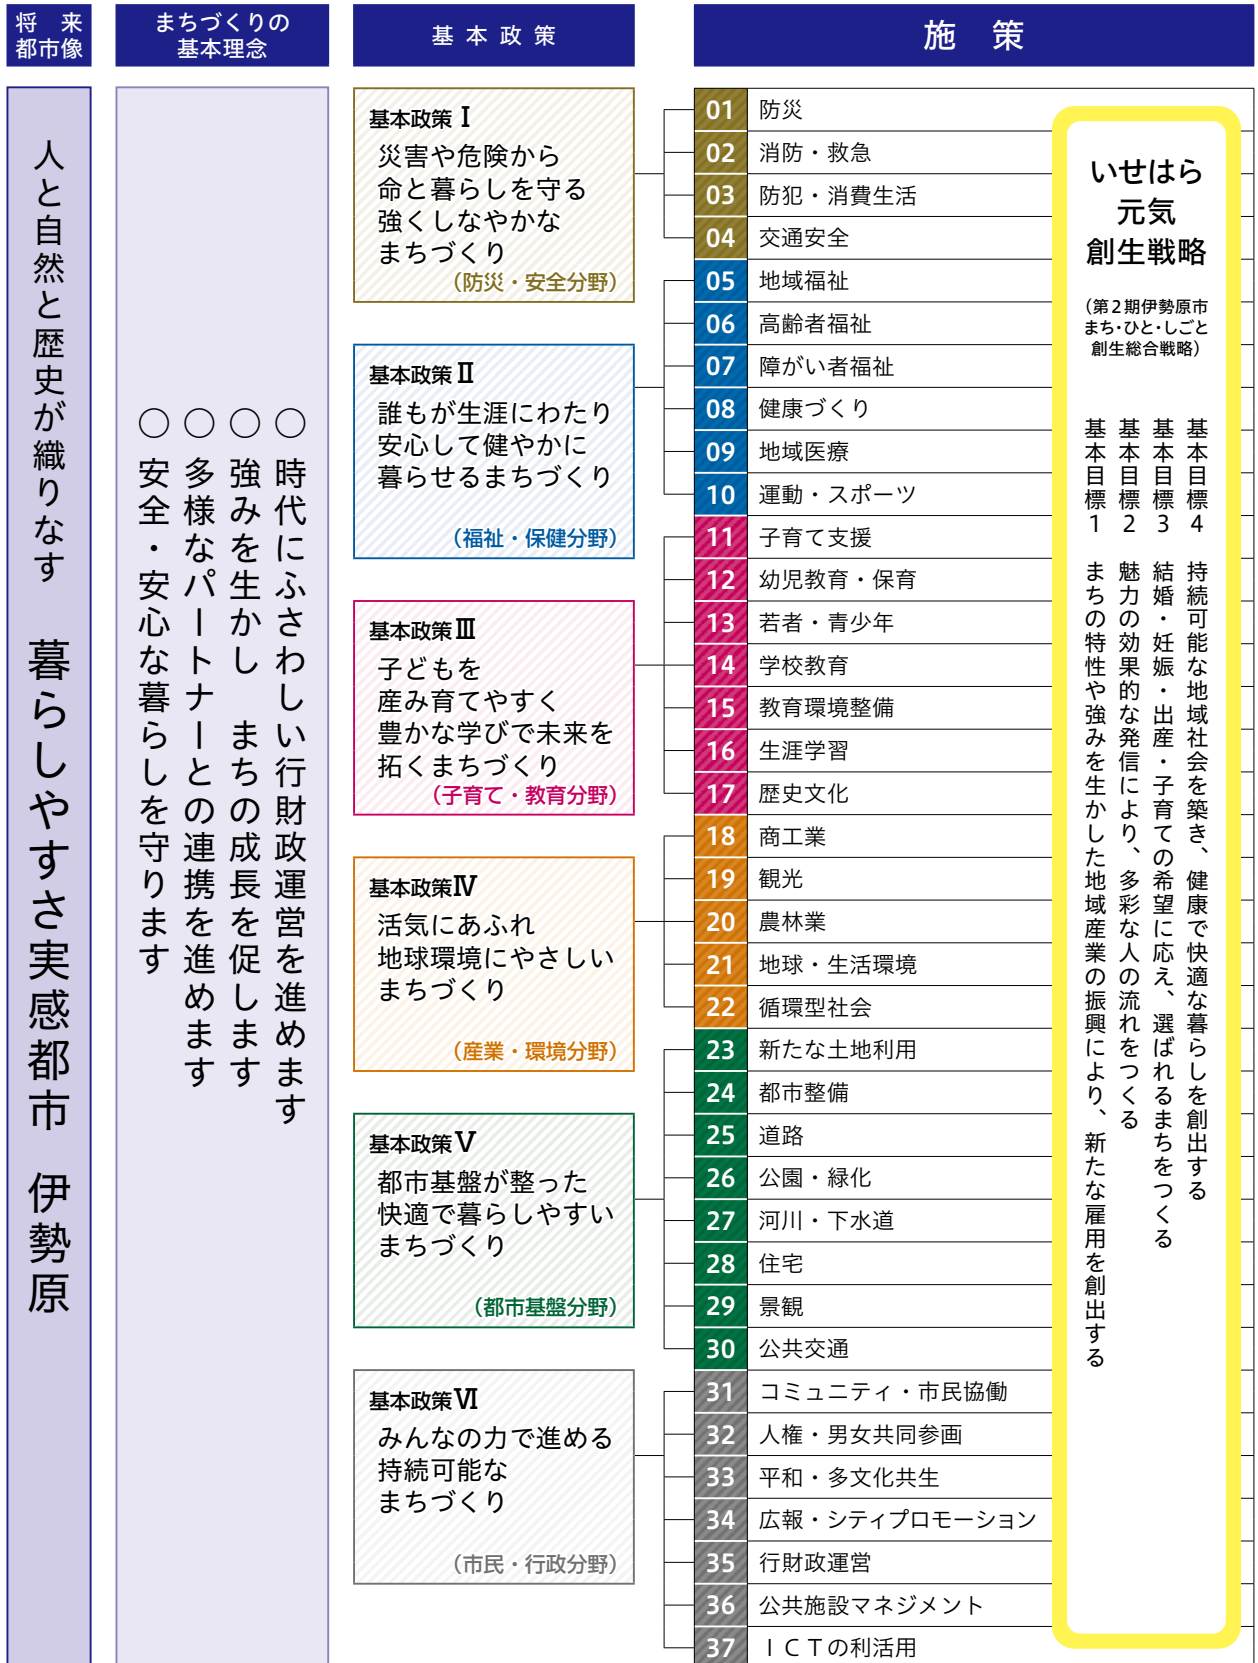 将来
都市像
まちづくりの
基本理念
基本政策
施策
人と自然と歴史が織りなす 暮らしやすさ実感都市 伊勢原
○時代にふさわしい行財政運営を進めます
○強みを生かし まちの成長を促します
○多様なパートナーとの連携を進めます
○安全・安心な暮らしを守ります
基本政策Ⅰ
災害や危険から
命と暮らしを守る
強くしなやかな
まちづくり
(防災・安全分野)
基本政策Ⅱ
誰もが生涯にわたり
安心して健やかに
暮らせるまちづくり
(福祉・保健分野)
基本政策Ⅲ
子どもを
産み育てやすく
豊かな学びで未来を
拓くまちづくり
(子育て・教育分野)
基本政策Ⅳ
活気にあふれ
地球環境にやさしい
まちづくり
(産業・環境分野)
基本政策Ⅴ
都市基盤が整った
快適で暮らしやすい
まちづくり
(都市基盤分野)
基本政策Ⅵ
みんなの力で進める
持続可能な
まちづくり
(市民・行政分野)
01 防災
02 消防・救急
03 防犯・消費生活
04 交通安全
05 地域福祉
06 高齢者福祉
07 障がい者福祉
08 健康づくり
09 地域医療
10 運動・スポーツ
11 子育て支援
12 幼児教育・保育
13 若者・青少年
14 学校教育
15 教育環境整備
16 生涯学習
17 歴史文化
18 商工業
19 観光
20 農林業
21 地球・生活環境
22 循環型社会
23 新たな土地利用
24 都市整備
25 道路
26 公園・緑化
27 河川・下水道
28 住宅
29 景観
30 公共交通
31 コミュニティ・市民協働
32 人権・男女共同参画
33 平和・多文化共生
34 広報・シティプロモーション
35 行財政運営
36 公共施設マネジメント
37 ICTの利活用
いせはら
元気
創生戦略
(第2期伊勢原市
まち・ひと・しごと
創生総合戦略)
基本目標4 持続可能な地域社会を築き、健康で快適な暮らしを創出する
基本目標3 結婚・妊娠・出産・子育ての希望に応え、選ばれるまちをつくる
基本目標2 魅力の効果的な発信により、多彩な人の流れをつくる
基本目標1 まちの特性や強みを生かした地域産業の振興により、新たな雇用を創出する